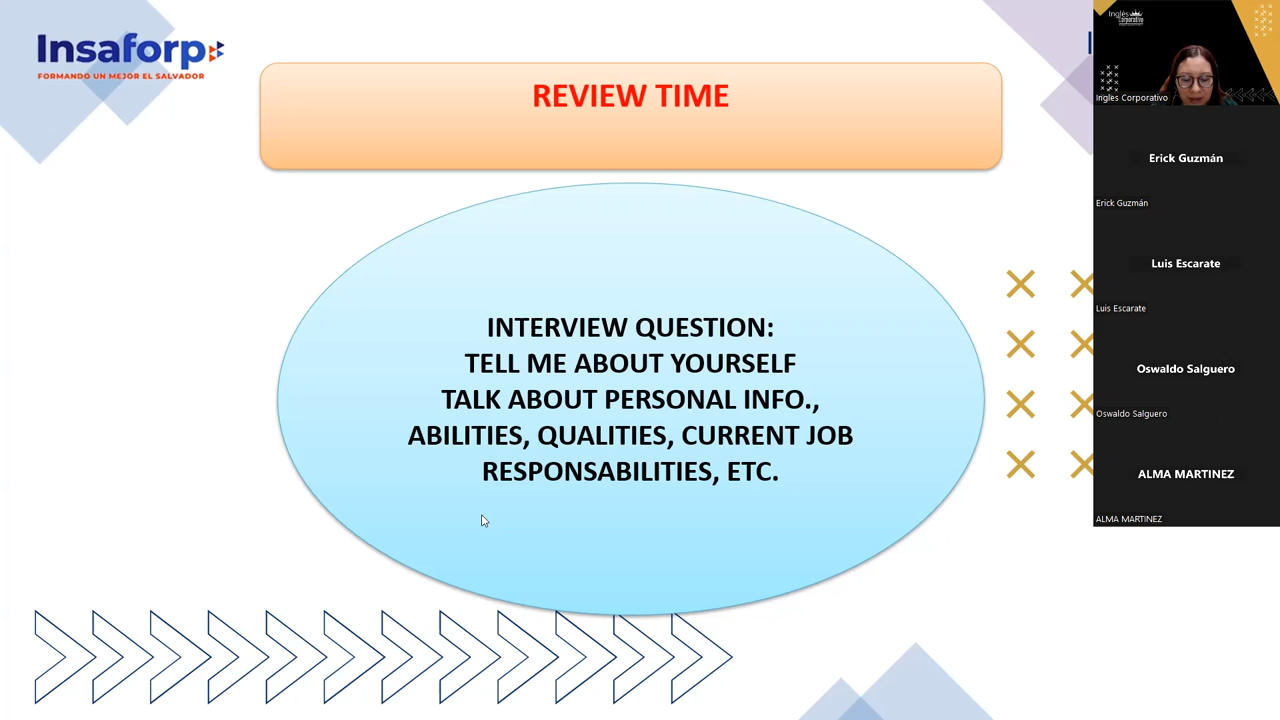 Insaforp
FORMANDO UN MEJOR EL SALVADOR
REVIEW TIME
INTERVIEW QUESTION:
TELL ME ABOUT YOURSELF
TALK ABOUT PERSONAL INFO.,
ABILITIES, QUALITIES, CURRENT JOB
RESPONSABILITIES, ETC.
Inglés
Corporativo
Ingles Corporativo
Erick Guzmán
Erick Guzmán
Luis Escarate
Luis Escarate
Oswaldo Salguero
Oswaldo Salguero
ALMA MARTINEZ
ALMA MARTINEZ